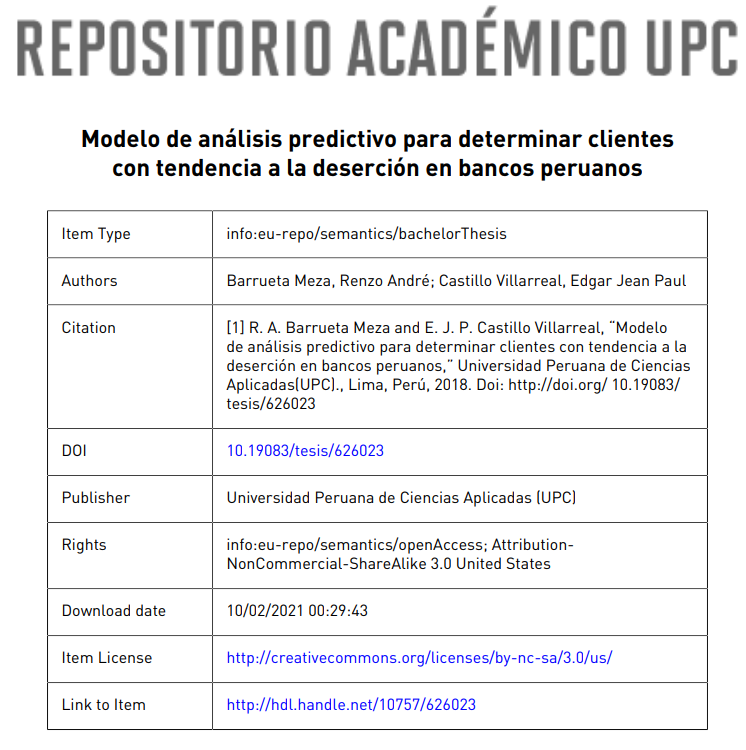 REPOSITORIO ACADÉMICO UPC
Modelo de análisis predictivo para determinar clientes
con tendencia a la deserción en bancos peruanos
Item Type
info:eu-repo/semantics/bachelorThesis
Authors
Barrueta Meza, Renzo André; Castillo Villarreal, Edgar Jean Paul
Citation
[1] R. A. Barrueta Meza and E. J. P. Castillo Villarreal, “Modelo
de análisis predictivo para determinar clientes con tendencia a la
deserción en bancos peruanos,” Universidad Peruana de Ciencias
Aplicadas(UPC)., Lima, Perú, 2018. Doi: http://doi.org/ 10.19083/
tesis/626023
DOI
10.19083/tesis/626023
Publisher
Universidad Peruana de Ciencias Aplicadas (UPC)
Rights
info:eu-repo/semantics/openAccess; Attribution-
NonCommercial-ShareAlike 3.0 United States
Download date
10/02/2021 00:29:43
Item License
http://creativecommons.org/licenses/by-nc-sa/3.0/us/
Link to Item
http://hdl.handle.net/10757/626023